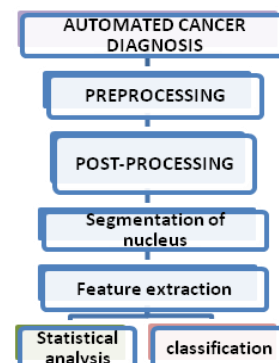 AUTOMATED CANCER
DIAGNOSIS
PREPROCESSING
POST-PROCESSING
Segmentation of
nucleus
Feature extraction
Statistical
analysis
classification